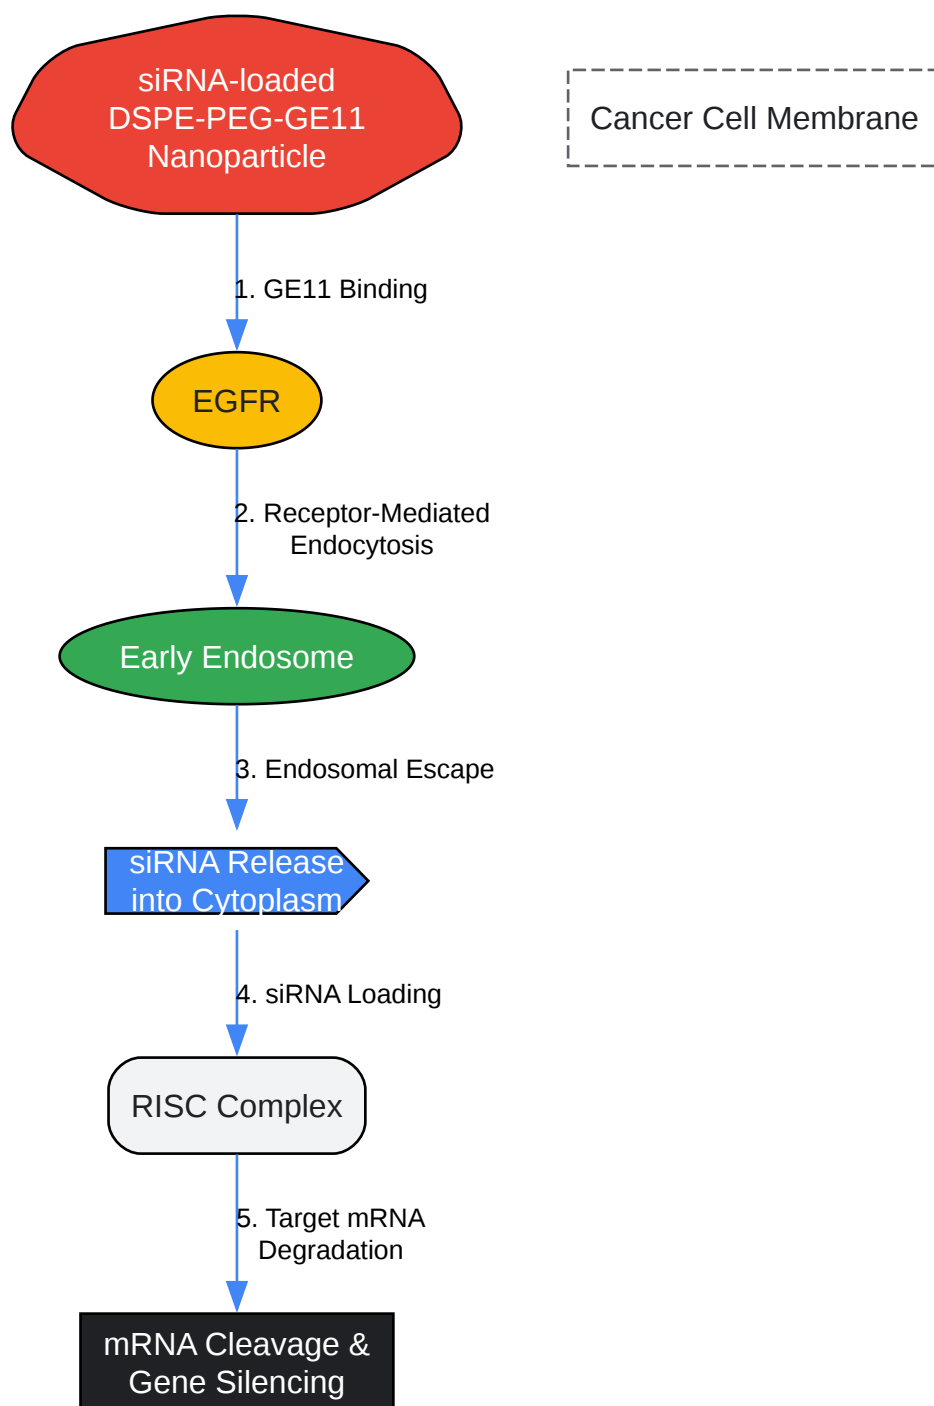 siRNA-loaded
DSPE-PEG-GE11
Nanoparticle
Cancer Cell Membrane
1. GE11 Binding
EGFR
2. Receptor-Mediated
Endocytosis
Early Endosome
3. Endosomal Escape
siRNA Release
into Cytoplasm
4. siRNA Loading
RISC Complex
5. Target mRNA
Degradation
mRNA Cleavage &
Gene Silencing